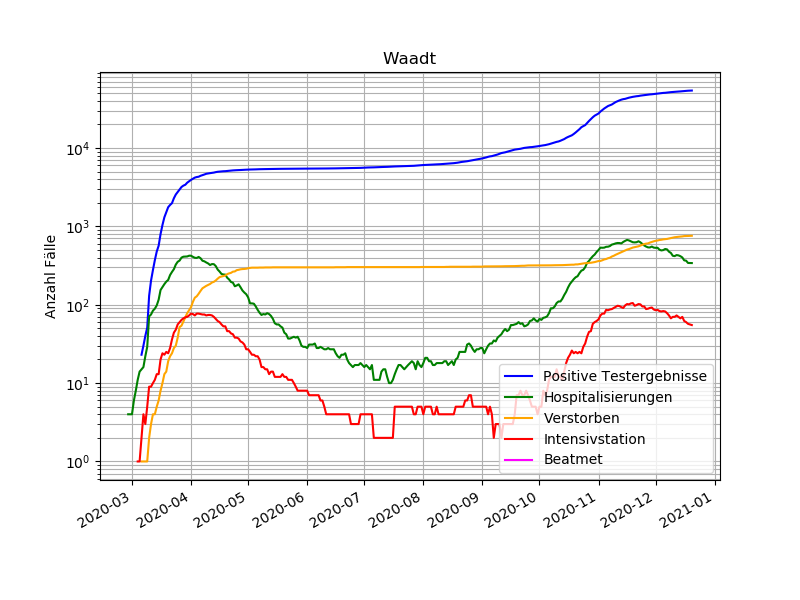 Waadt
Anzahl Fälle
10^4
10^3
10^2
10^1
10^0
Positive Testergebnisse
Hospitalisierungen
Verstorben
Intensivstation
Beatmet
2020-03
2020-04
2020-05
2020-06
2020-07
2020-08
2020-09
2020-10
2020-11
2020-12
2021-01